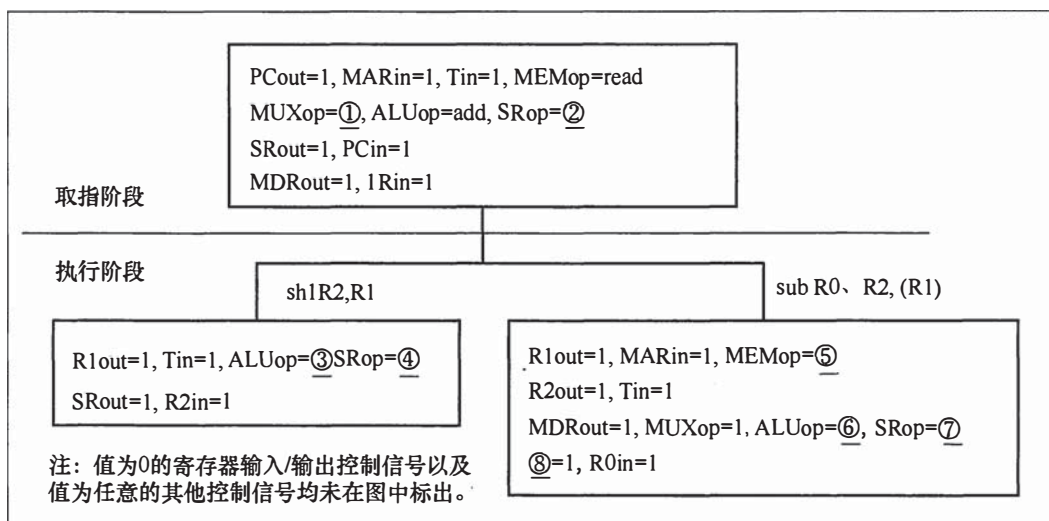 PCout=1, MARin=1, Tin=1, MEMop=read
MUXop=①, ALUop=add, SRop=②
SRout=1, PCin=1
MDRout=1, 1Rin=1
取指阶段
执行阶段
sh1R2,R1
sub R0、R2, (R1)
R1out=1, Tin=1, ALUop=③SRop=④
SRout=1, R2in=1
R1out=1, MARin=1, MEMop=⑤
R2out=1, Tin=1
MDRout=1, MUXop=1, ALUop=⑥, SRop=⑦
⑧=1, R0in=1
注：值为0的寄存器输入/输出控制信号以及
值为任意的其他控制信号均未在图中标出。